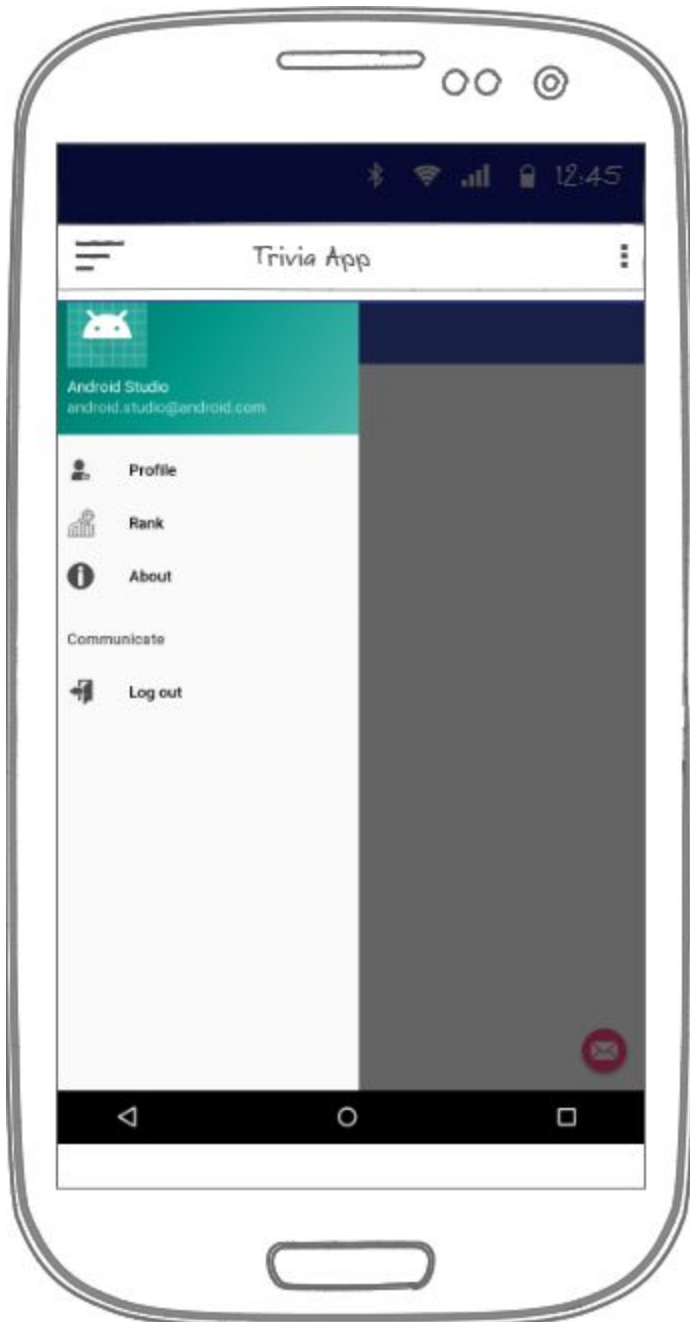 12:45
Trivia App
Android Studio
android.studio@android.com
Profile
Rank
About
Communicate
Log out